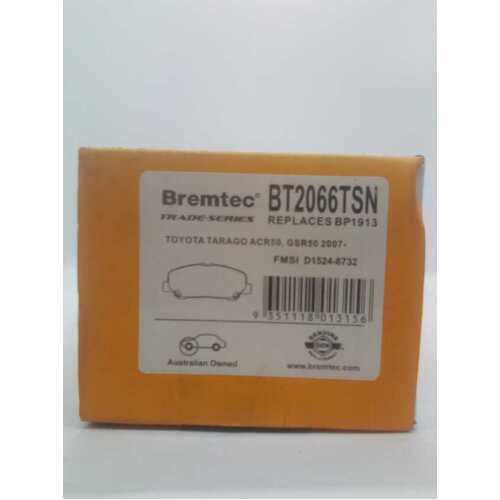 Bremtec®
TRADE-SERIES
BT2066TSN
REPLACES BP1913
TOYOTA TARAGO ACR50, GSR50 2007-
FMSI D1524-8732
9 351118 013156
Australian Owned
GENUINE
www.bremtec.com